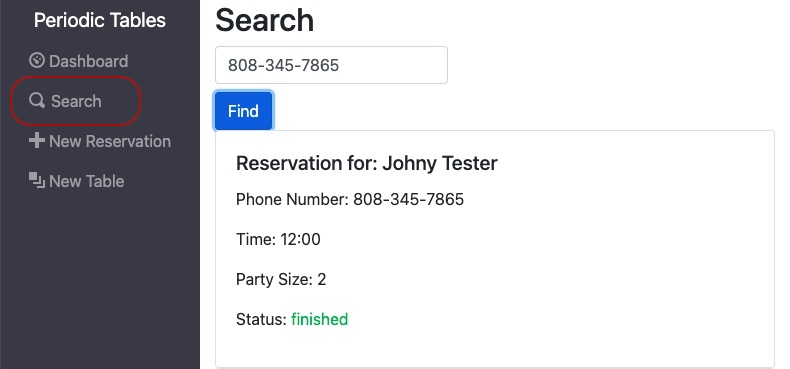 Periodic Tables
Dashboard
Search
New Reservation
New Table
Search
808-345-7865
Find
Reservation for: Johny Tester
Phone Number: 808-345-7865
Time: 12:00
Party Size: 2
Status: finished